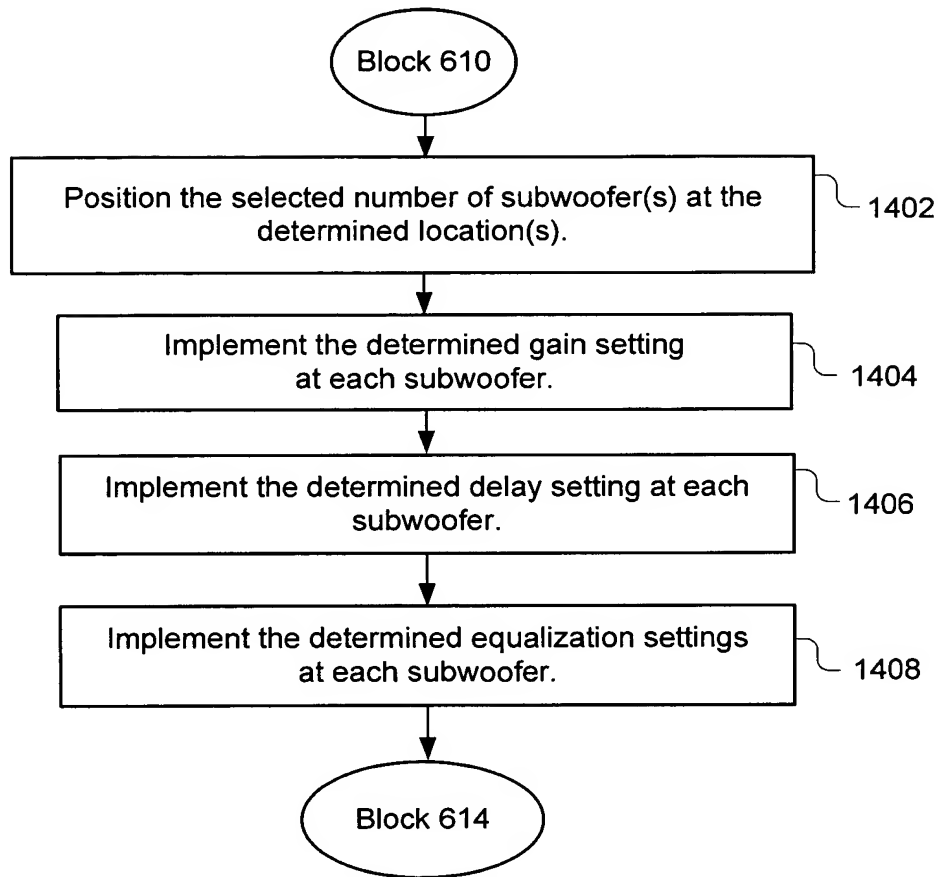 Block 610
Position the selected number of subwoofer(s) at the
determined location(s).
1402
Implement the determined gain setting
at each subwoofer.
1404
Implement the determined delay setting at each
subwoofer.
1406
Implement the determined equalization settings
at each subwoofer.
1408
Block 614